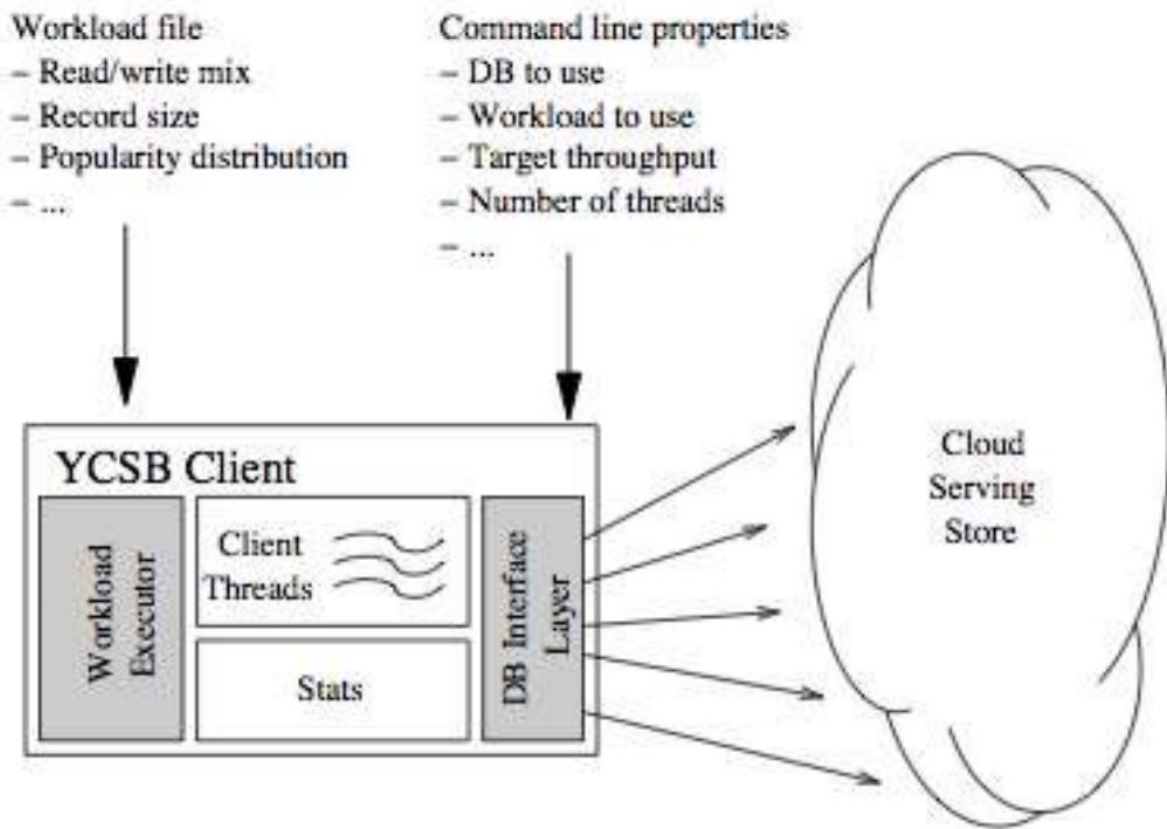 Workload file
– Read/write mix
– Record size
– Popularity distribution
– ...
Command line properties
– DB to use
– Workload to use
– Target throughput
– Number of threads
– ...
YCSB Client
Workload
Executor
Client
Threads
Stats
DB Interface
Layer
Cloud
Serving
Store